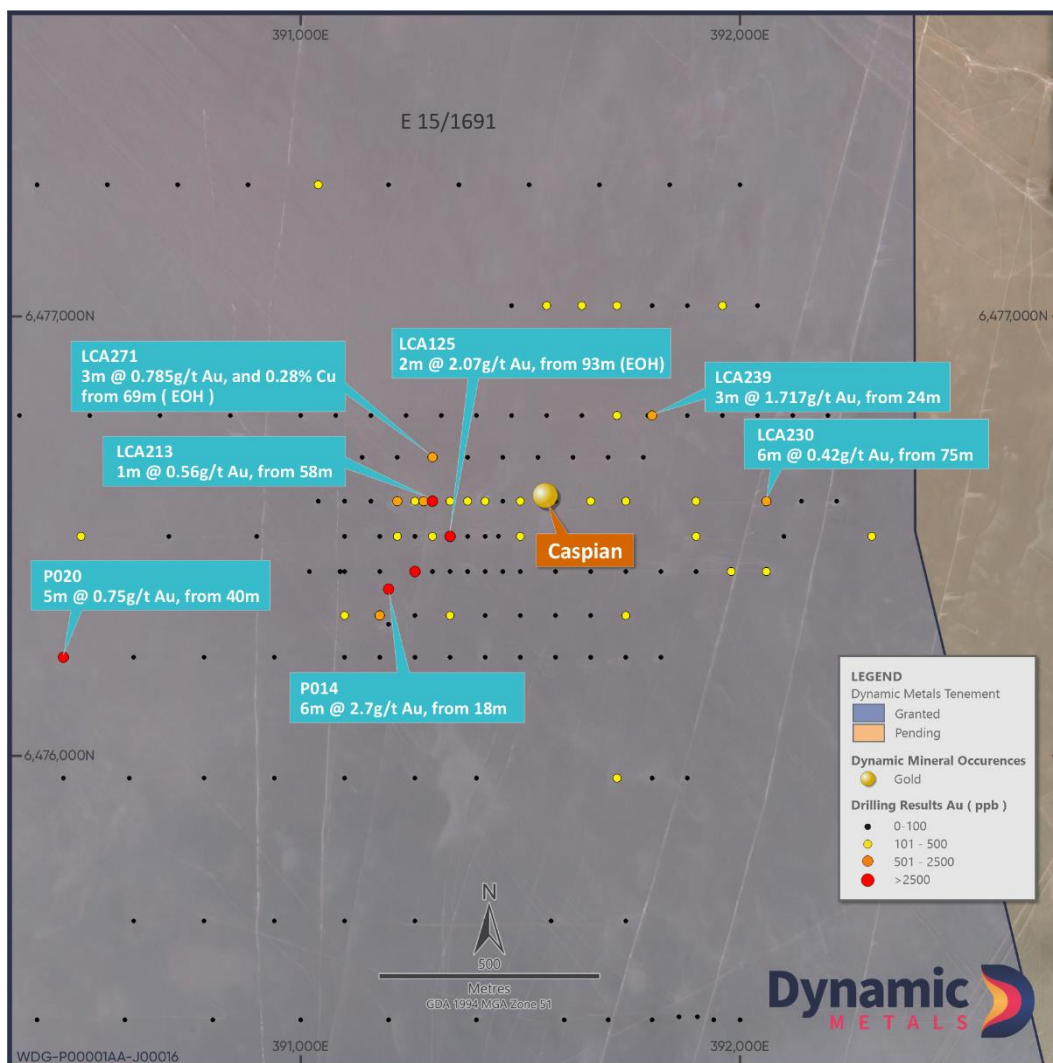 391,000E
392,000E
E 15/1691
6,477,000N
6,477,000N
LCA125
2m @ 2.07g/t Au, from 93m (EOH)
LCA271
3m @ 0.785g/t Au, and 0.28% Cu
from 69m ( EOH )
LCA239
3m @ 1.717g/t Au, from 24m
LCA230
6m @ 0.42g/t Au, from 75m
LCA213
1m @ 0.56g/t Au, from 58m
Caspian
P020
5m @ 0.75g/t Au, from 40m
P014
6m @ 2.7g/t Au, from 18m
6,476,000N
LEGEND
Dynamic Metals Tenement
Granted
Pending
Dynamic Mineral Occurences
Gold
Drilling Results Au ( ppb )
0-100
101 - 500
501 - 2500
>2500
N
500
Metres
GDA 1994 MGA Zone 51
Dynamic
METALS
WDG-P00001AA-J00016
391,000E
392,000E